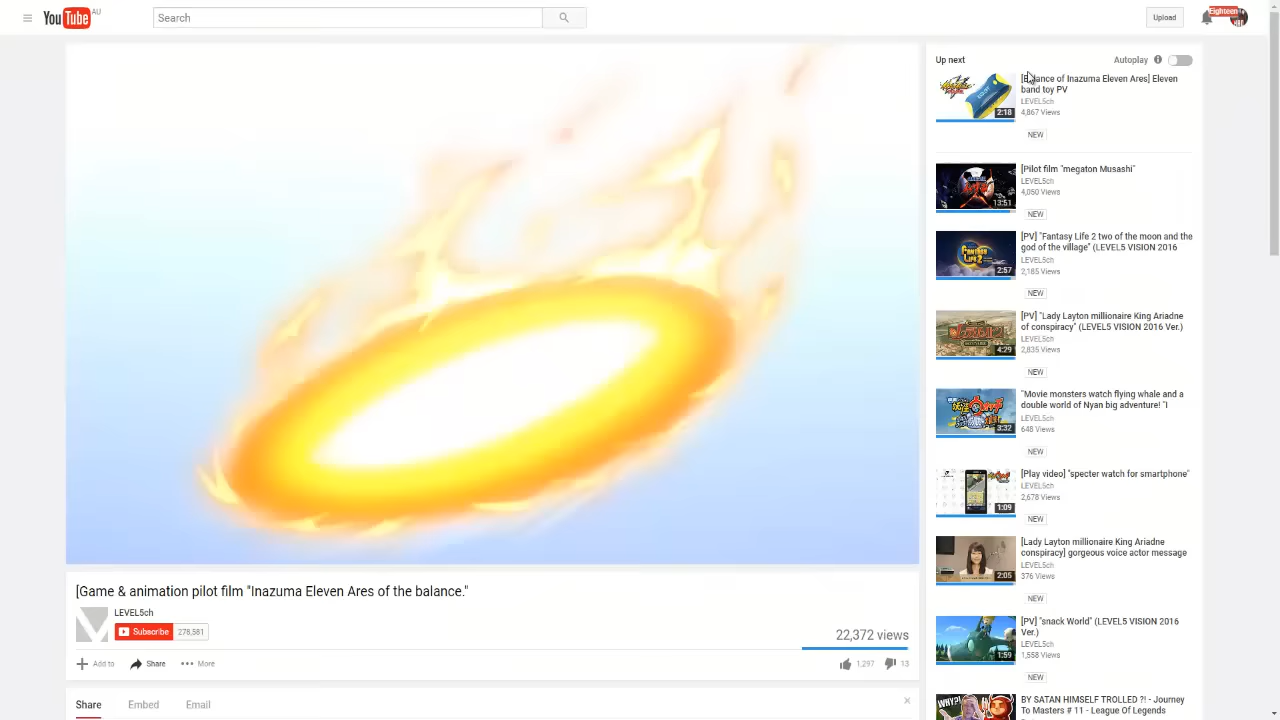 YouTube AU
Search
Upload
Eighteen
Up next
Autoplay
[Balance of Inazuma Eleven Ares] Eleven
band toy PV
LEVEL5ch
4,867 Views
2:18
NEW
[Pilot film "megaton Musashi"
LEVEL5ch
4,050 Views
13:51
NEW
[PV] "Fantasy Life 2 two of the moon and the
god of the village" (LEVEL5 VISION 2016
LEVEL5ch
2,185 Views
FANTASY
LIFE 2
2:57
NEW
[PV] "Lady Layton millionaire King Ariadne
of conspiracy" (LEVEL5 VISION 2016 Ver.)
LEVEL5ch
2,835 Views
4:29
NEW
"Movie monsters watch flying whale and a
double world of Nyan big adventure! "I
LEVEL5ch
648 Views
3:32
NEW
[Play video] "specter watch for smartphone"
LEVEL5ch
2,678 Views
1:09
NEW
[Lady Layton millionaire King Ariadne
conspiracy] gorgeous voice actor message
LEVEL5ch
376 Views
2:05
NEW
[PV] "snack World" (LEVEL5 VISION 2016
Ver.)
LEVEL5ch
1,558 Views
1:59
NEW
WHY?!
BY SATAN HIMSELF TROLLED ?! - Journey
To Masters # 11 - League Of Legends
[Game & animation pilot film "Inazuma Eleven Ares of the balance."
LEVEL5ch
Subscribe 278,581
22,372 views
Add to Share More
1,297 13
Share Embed Email